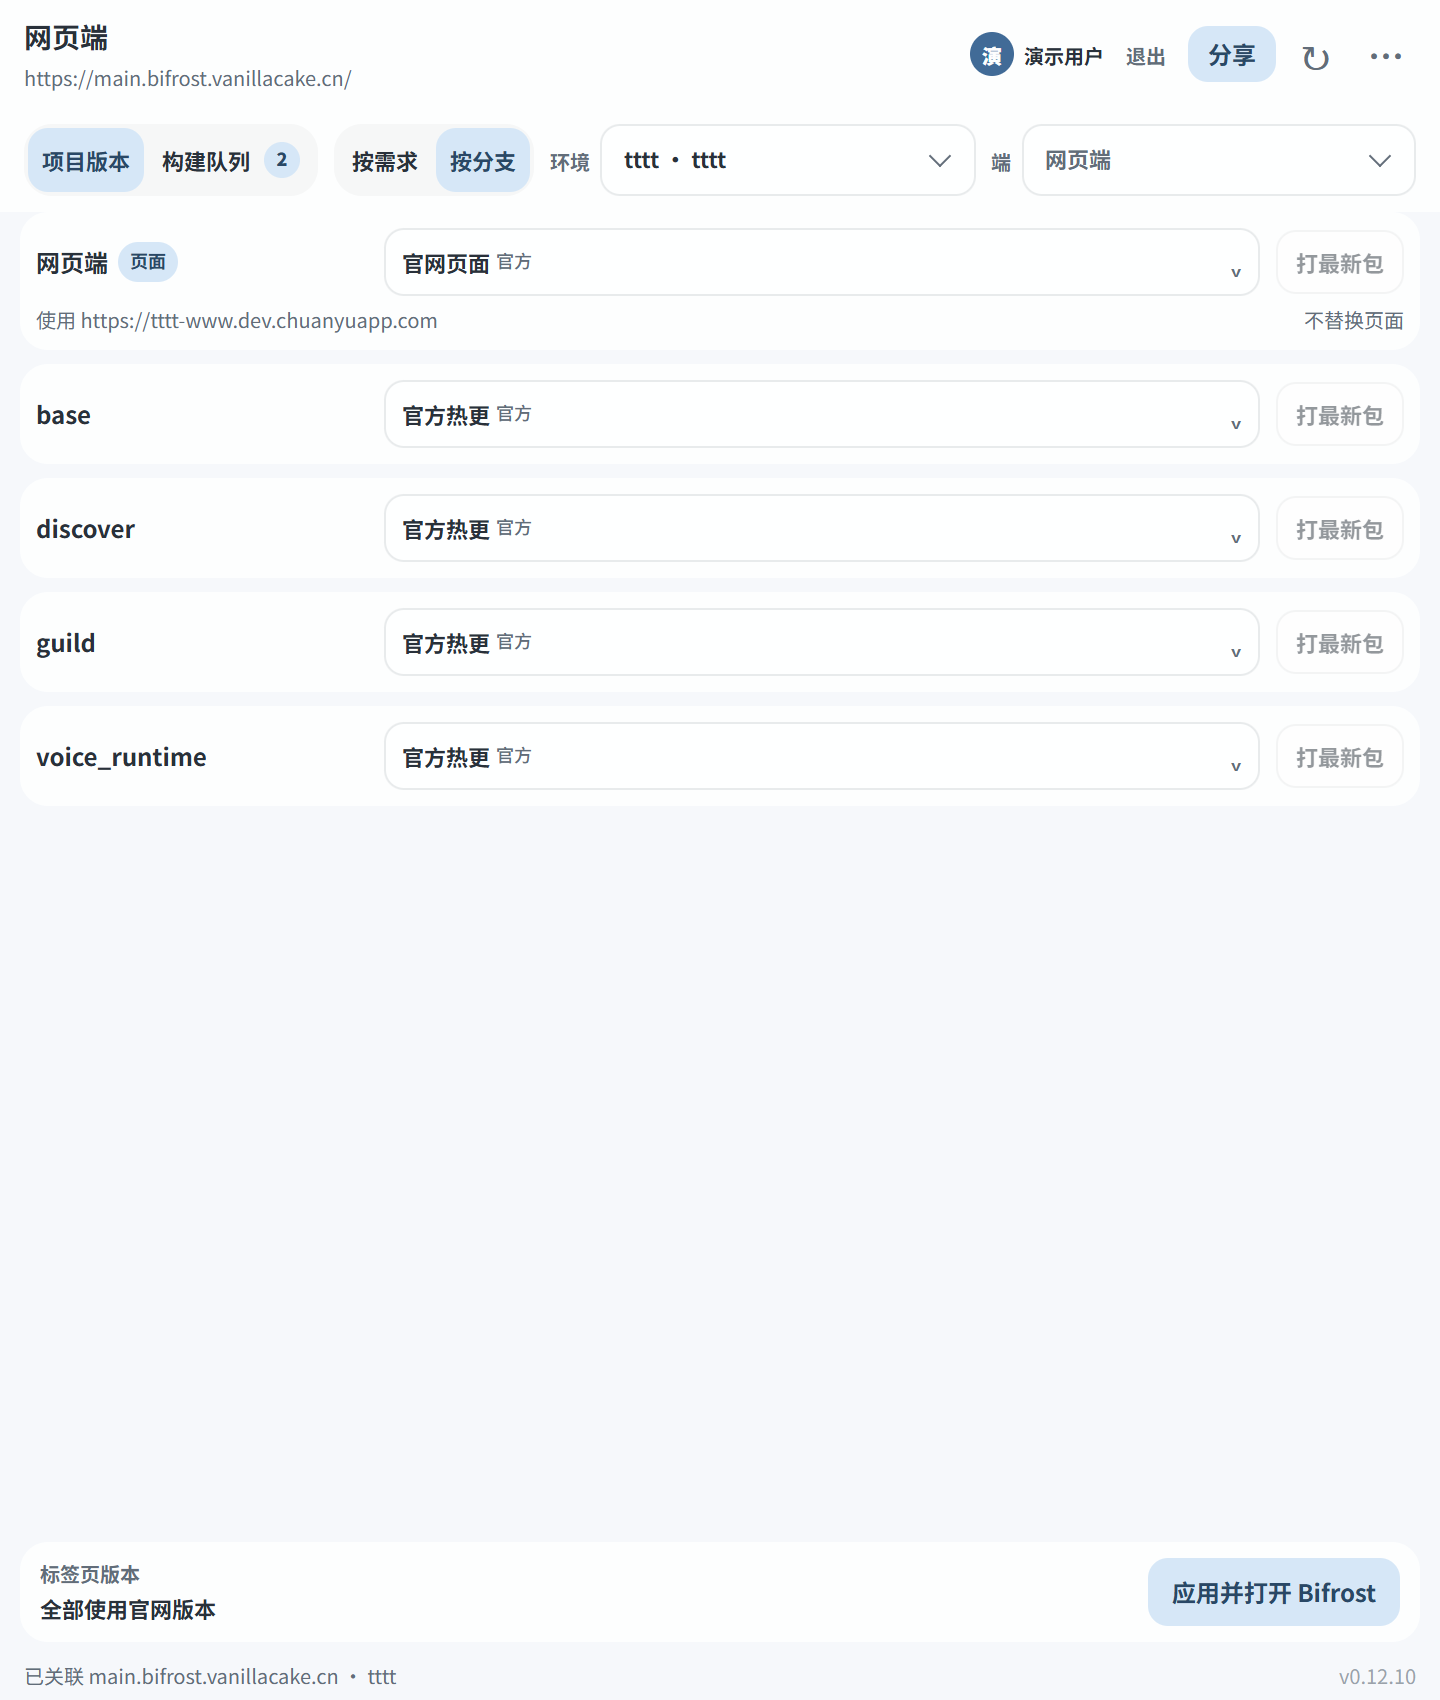 网页端
https://main.bifrost.vanillacake.cn/
演 演示用户 退出 分享
项目版本 构建队列 2 按需求 按分支 环境 tttt · tttt 端 网页端
网页端 页面 官网页面 官方 打最新包
使用 https://tttt-www.dev.chuanyuapp.com 不替换页面
base 官方热更 官方 打最新包
discover 官方热更 官方 打最新包
guild 官方热更 官方 打最新包
voice_runtime 官方热更 官方 打最新包
标签页版本
全部使用官网版本
应用并打开 Bifrost
已关联 main.bifrost.vanillacake.cn · tttt v0.12.10